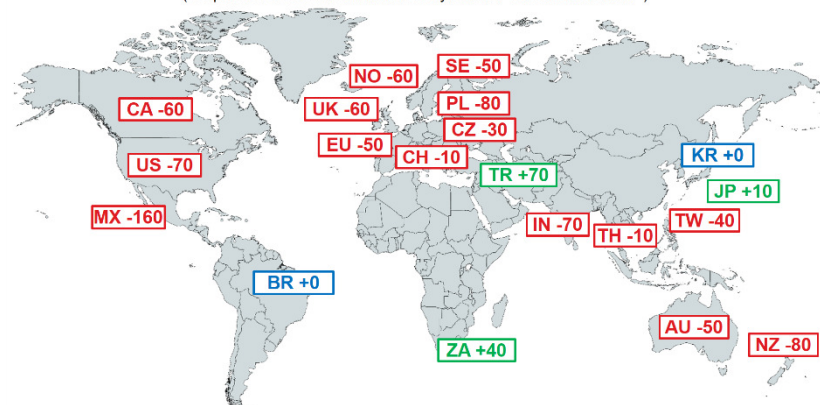 NO -60
SE -50
CA -60
UK -60
PL -80
CZ -30
EU -50
CH -10
KR +0
US -70
TR +70
JP +10
MX -160
IN -70
TH -10
TW -40
BR +0
AU -50
NZ -80
ZA +40